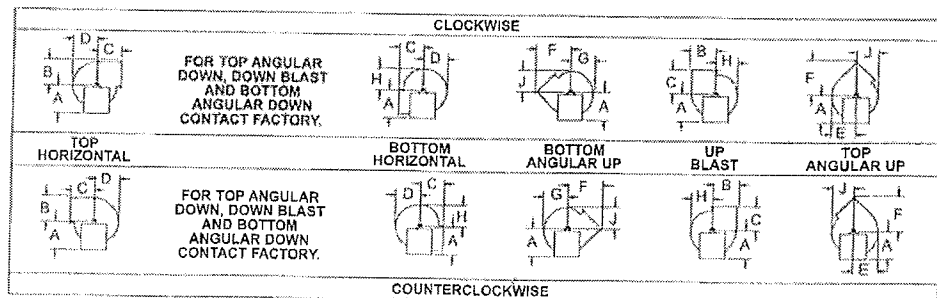 CLOCKWISE
D
C
B
A
FOR TOP ANGULAR
DOWN, DOWN BLAST
AND BOTTOM
ANGULAR DOWN
CONTACT FACTORY.
C
D
H
A
F
G
J
A
B
H
C
A
J
F
A
E
TOP
HORIZONTAL
BOTTOM
HORIZONTAL
BOTTOM
ANGULAR UP
UP
BLAST
TOP
ANGULAR UP
D
C
B
A
FOR TOP ANGULAR
DOWN, DOWN BLAST
AND BOTTOM
ANGULAR DOWN
CONTACT FACTORY.
C
D
H
A
F
G
J
A
B
H
C
A
J
F
A
E
COUNTERCLOCKWISE